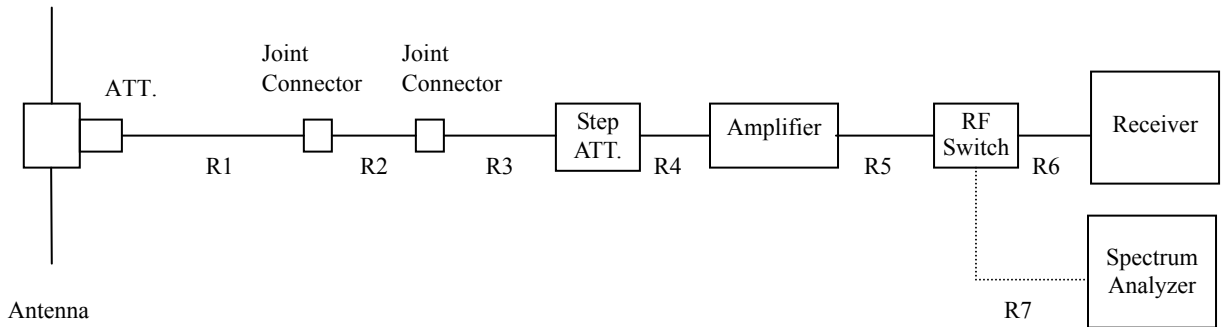 Joint
Connector
Joint
Connector
ATT.
Step
ATT.
Amplifier
RF
Switch
Receiver
R1
R2
R3
R4
R5
R6
Spectrum
Analyzer
Antenna
R7